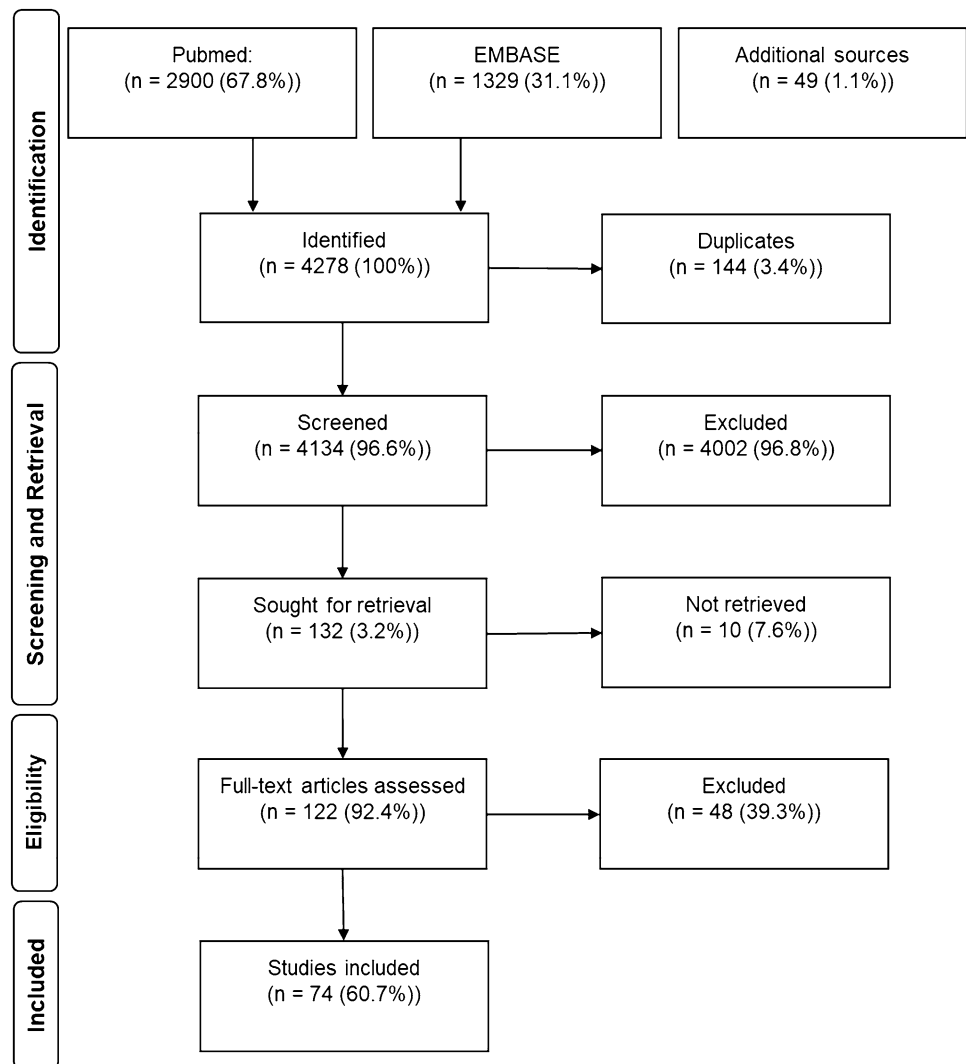 Identification
Pubmed:
(n = 2900 (67.8%))
EMBASE
(n = 1329 (31.1%))
Additional sources
(n = 49 (1.1%))
Identified
(n = 4278 (100%))
Duplicates
(n = 144 (3.4%))
Screening and Retrieval
Screened
(n = 4134 (96.6%))
Excluded
(n = 4002 (96.8%))
Sought for retrieval
(n = 132 (3.2%))
Not retrieved
(n = 10 (7.6%))
Eligibility
Full-text articles assessed
(n = 122 (92.4%))
Excluded
(n = 48 (39.3%))
Included
Studies included
(n = 74 (60.7%))